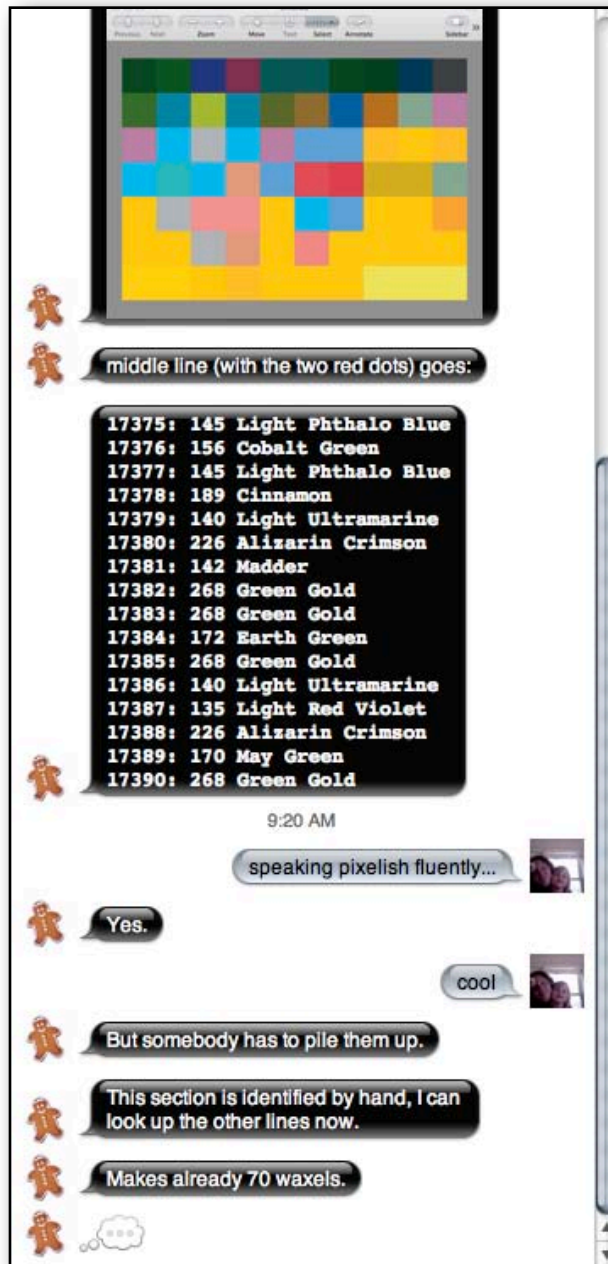 Previous Next Zoom Move Text Select Annotate Sidebar
middle line (with the two red dots) goes:
17375: 145 Light Phthalo Blue
17376: 156 Cobalt Green
17377: 145 Light Phthalo Blue
17378: 189 Cinnamon
17379: 140 Light Ultramarine
17380: 226 Alizarin Crimson
17381: 142 Madder
17382: 268 Green Gold
17383: 268 Green Gold
17384: 172 Earth Green
17385: 268 Green Gold
17386: 140 Light Ultramarine
17387: 135 Light Red Violet
17388: 226 Alizarin Crimson
17389: 170 May Green
17390: 268 Green Gold
9:20 AM
speaking pixelish fluently...
Yes.
cool
But somebody has to pile them up.
This section is identified by hand, I can
look up the other lines now.
Makes already 70 waxels.